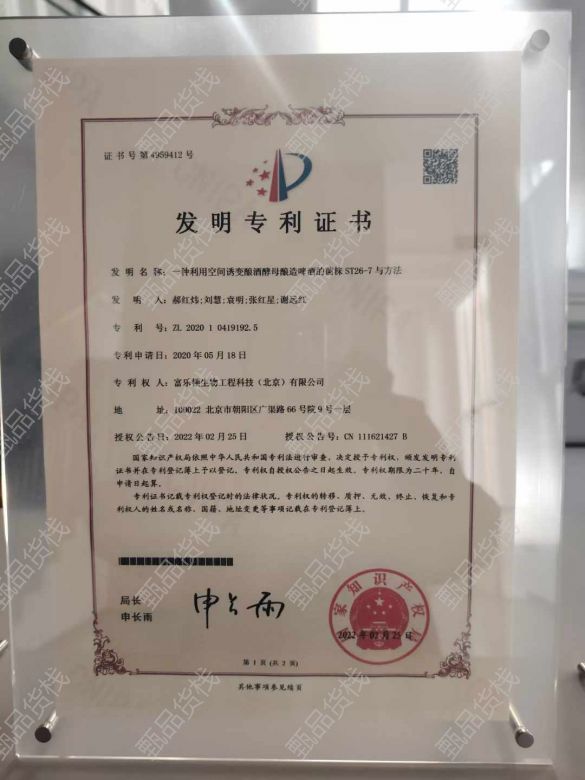 证书号第4959412号
发明专利证书
发明名称：一种利用空间诱变酿酒酵母酿造啤酒的菌株ST26-7与方法
发明人：郝红炜;刘慧;袁明;张红星;谢远红
专利号：ZL 2020 1 0419192.5
专利申请日：2020年05月18日
专利权人：富乐顿生物工程科技（北京）有限公司
地址：100022 北京市朝阳区广渠路66号院9号一层
授权公告日：2022年02月25日 授权公告号：CN 111621427 B
国家知识产权局依照中华人民共和国专利法进行审查，决定授予专利权，颁发发明专利
证书并在专利登记簿上予以登记。专利权自授权公告之日起生效。专利权期限为二十年，自
申请日起算。
专利证书记载专利权登记时的法律状况。专利权的转移、质押、无效、终止、恢复和专
利权人的姓名或名称、国籍、地址变更等事项记载在专利登记簿上。
局长
申长雨
申长雨
国家知识产权局
2022年02月25日
第1页(共2页)
其他事项参见续页
甄品货栈